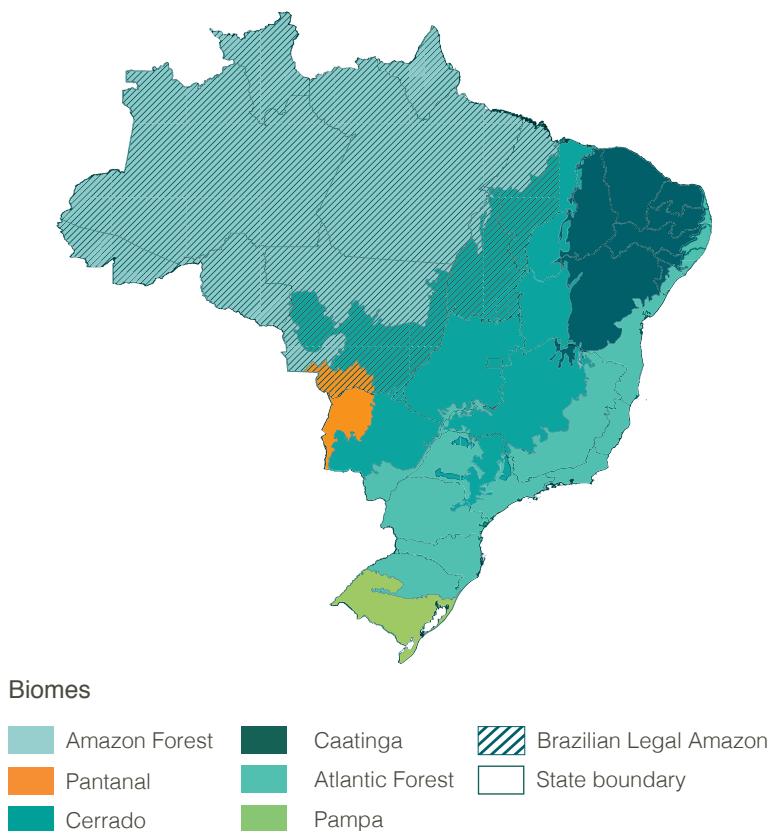 Biomes
Amazon Forest
Caatinga
Brazilian Legal Amazon
Pantanal
Atlantic Forest
State boundary
Cerrado
Pampa